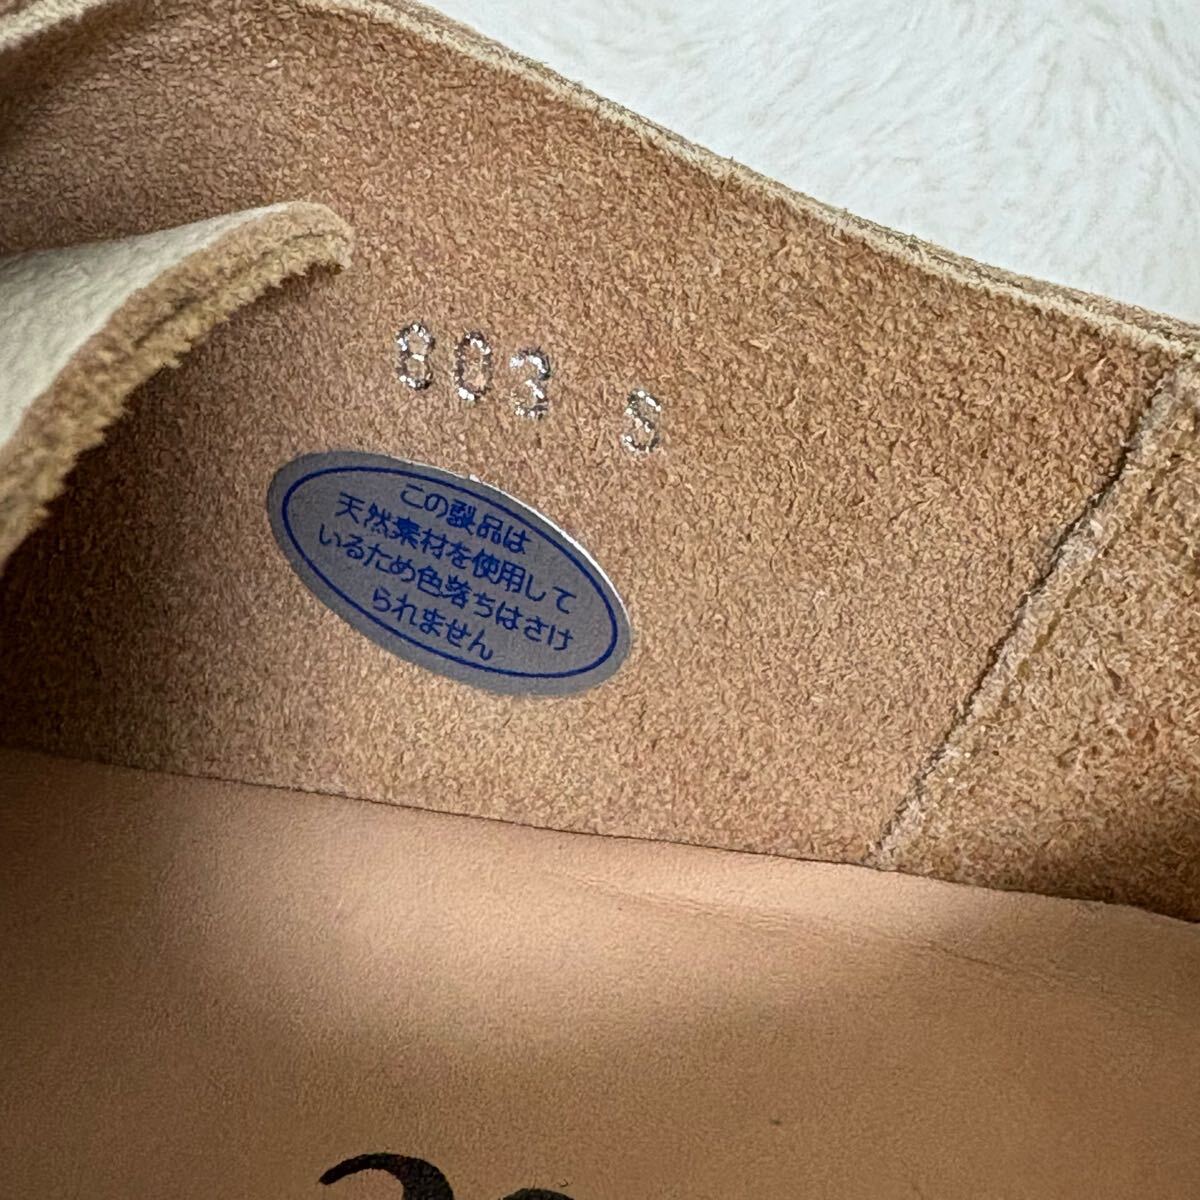 803 S
この製品は
天然素材を使用して
いるため色落ちはさけ
られません